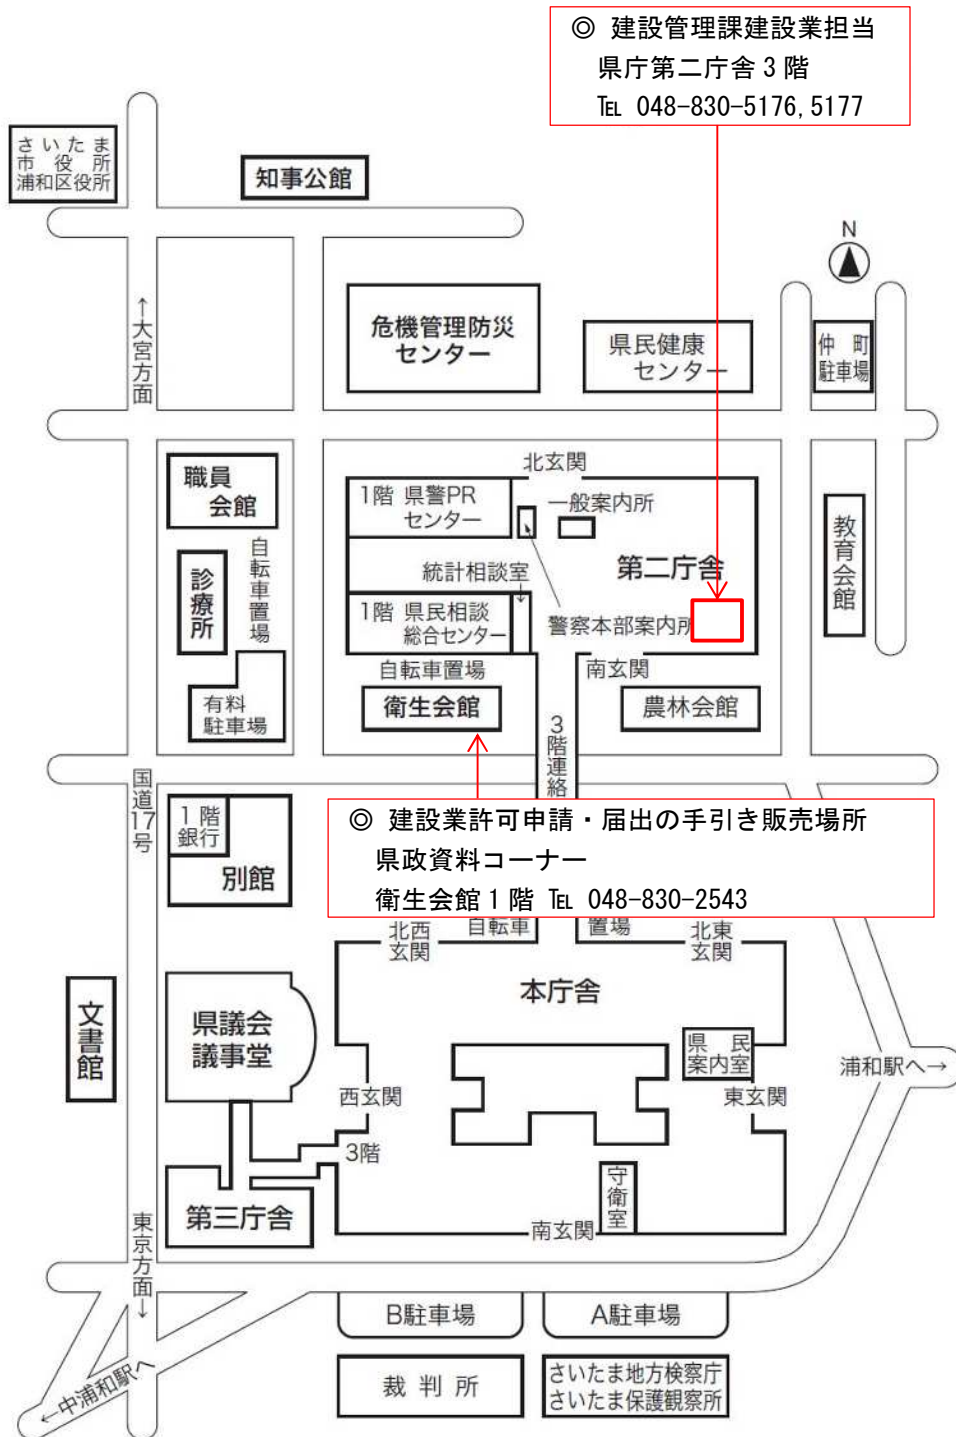 ◎ 建設管理課建設業担当
県庁第二庁舎3階
℡ 048-830-5176,5177
さいたま
市役所
浦和区役所
知事公館
N
↑大宮方面
危機管理防災
センター
県民健康
センター
仲町
駐車場
北玄関
職員
会館
1階 県警PR
センター
一般案内所
教育会館
自転車置場
診療所
統計相談室
↓
第二庁舎
1階 県民相談
総合センター
警察本部案内所
自転車置場
南玄関
有料
駐車場
衛生会館
農林会館
3階連絡
国道17号
1階
銀行
別館
◎ 建設業許可申請・届出の手引き販売場所
県政資料コーナー
衛生会館1階 ℡ 048-830-2543
北西
玄関
自転車
置場
北東
玄関
本庁舎
文書館
県議会
議事堂
県民
案内室
浦和駅へ→
西玄関
東玄関
3階
守衛室
第三庁舎
南玄関
東京方面↓
B駐車場
A駐車場
←中浦和駅へ
裁判所
さいたま地方検察庁
さいたま保護観察所